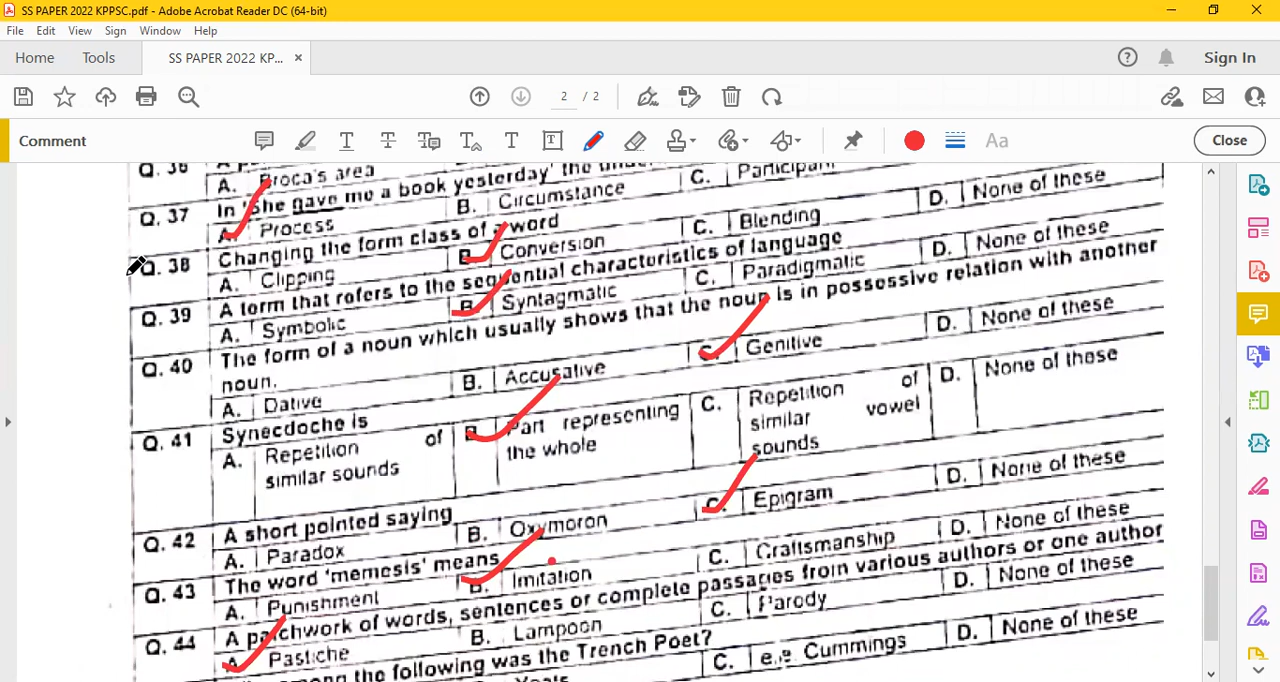 SS PAPER 2022 KPPSC.pdf - Adobe Acrobat Reader DC (64-bit)
File Edit View Sign Window Help
Home Tools SS PAPER 2022 KP... × Sign In
2 / 2
Comment Close
Q. 36
A. Broca's area C. Participant
Q. 37 In 'She gave me a book yesterday' the
A. Process B. Circumstance D. None of these
Q. 38 Changing the form class of a word
A. Clipping B. Conversion C. Blending D. None of these
Q. 39 A form that refers to the sequential characteristics of language
A. Symbolic B. Syntagmatic C. Paradigmatic D. None of these
Q. 40 The form of a noun which usually shows that the noun is in possessive relation with another
noun.
A. Dative B. Accusative C. Genitive D. None of these
Q. 41 Synecdoche is
A. Repetition of B. Part representing C. Repetition of D. None of these
similar sounds the whole similar vowel
sounds
Q. 42 A short pointed saying
A. Paradox B. Oxymoron C. Epigram D. None of these
Q. 43 The word 'memesis' means
A. Punishment B. Imitation C. Craftsmanship D. None of these
Q. 44 A patchwork of words, sentences or complete passages from various authors or one author
A. Pastiche B. Lampoon C. Parody D. None of these
among the following was the Trench Poet?
Yeats C. e.e. Cummings D. None of these